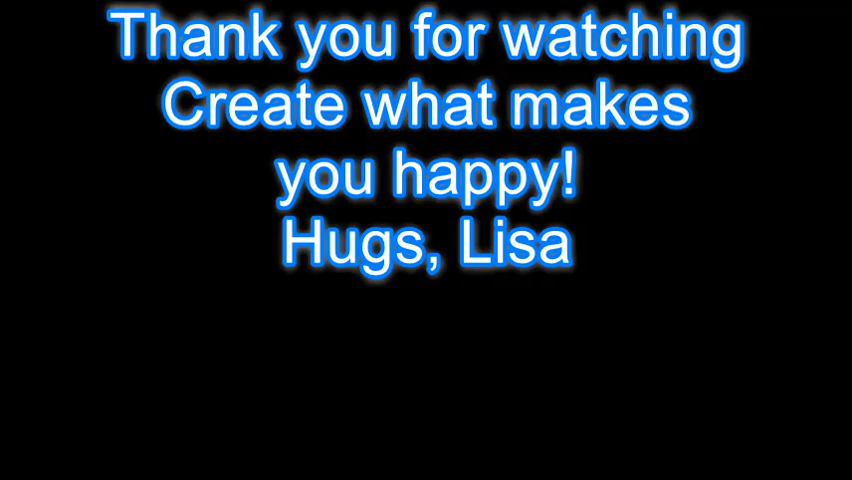 Thank you for watching
Create what makes
you happy!
Hugs, Lisa